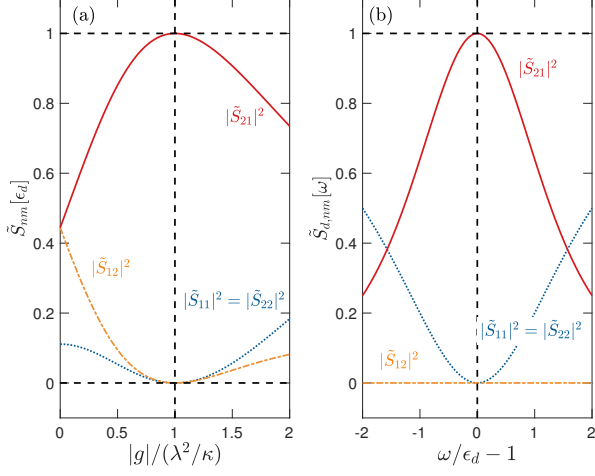 (a)
1
0.8
0.6
0.4
0.2
0
0
0.5
1
1.5
2
S̃_{nm}[ϵ_d]
|g|/(λ²/κ)
|S̃_{21}|²
|S̃_{12}|²
|S̃_{11}|² = |S̃_{22}|²
(b)
1
0.8
0.6
0.4
0.2
0
-2
-1
0
1
2
S̃_{d,nm}[ω]
ω/ϵ_d − 1
|S̃_{21}|²
|S̃_{11}|² = |S̃_{22}|²
|S̃_{12}|²